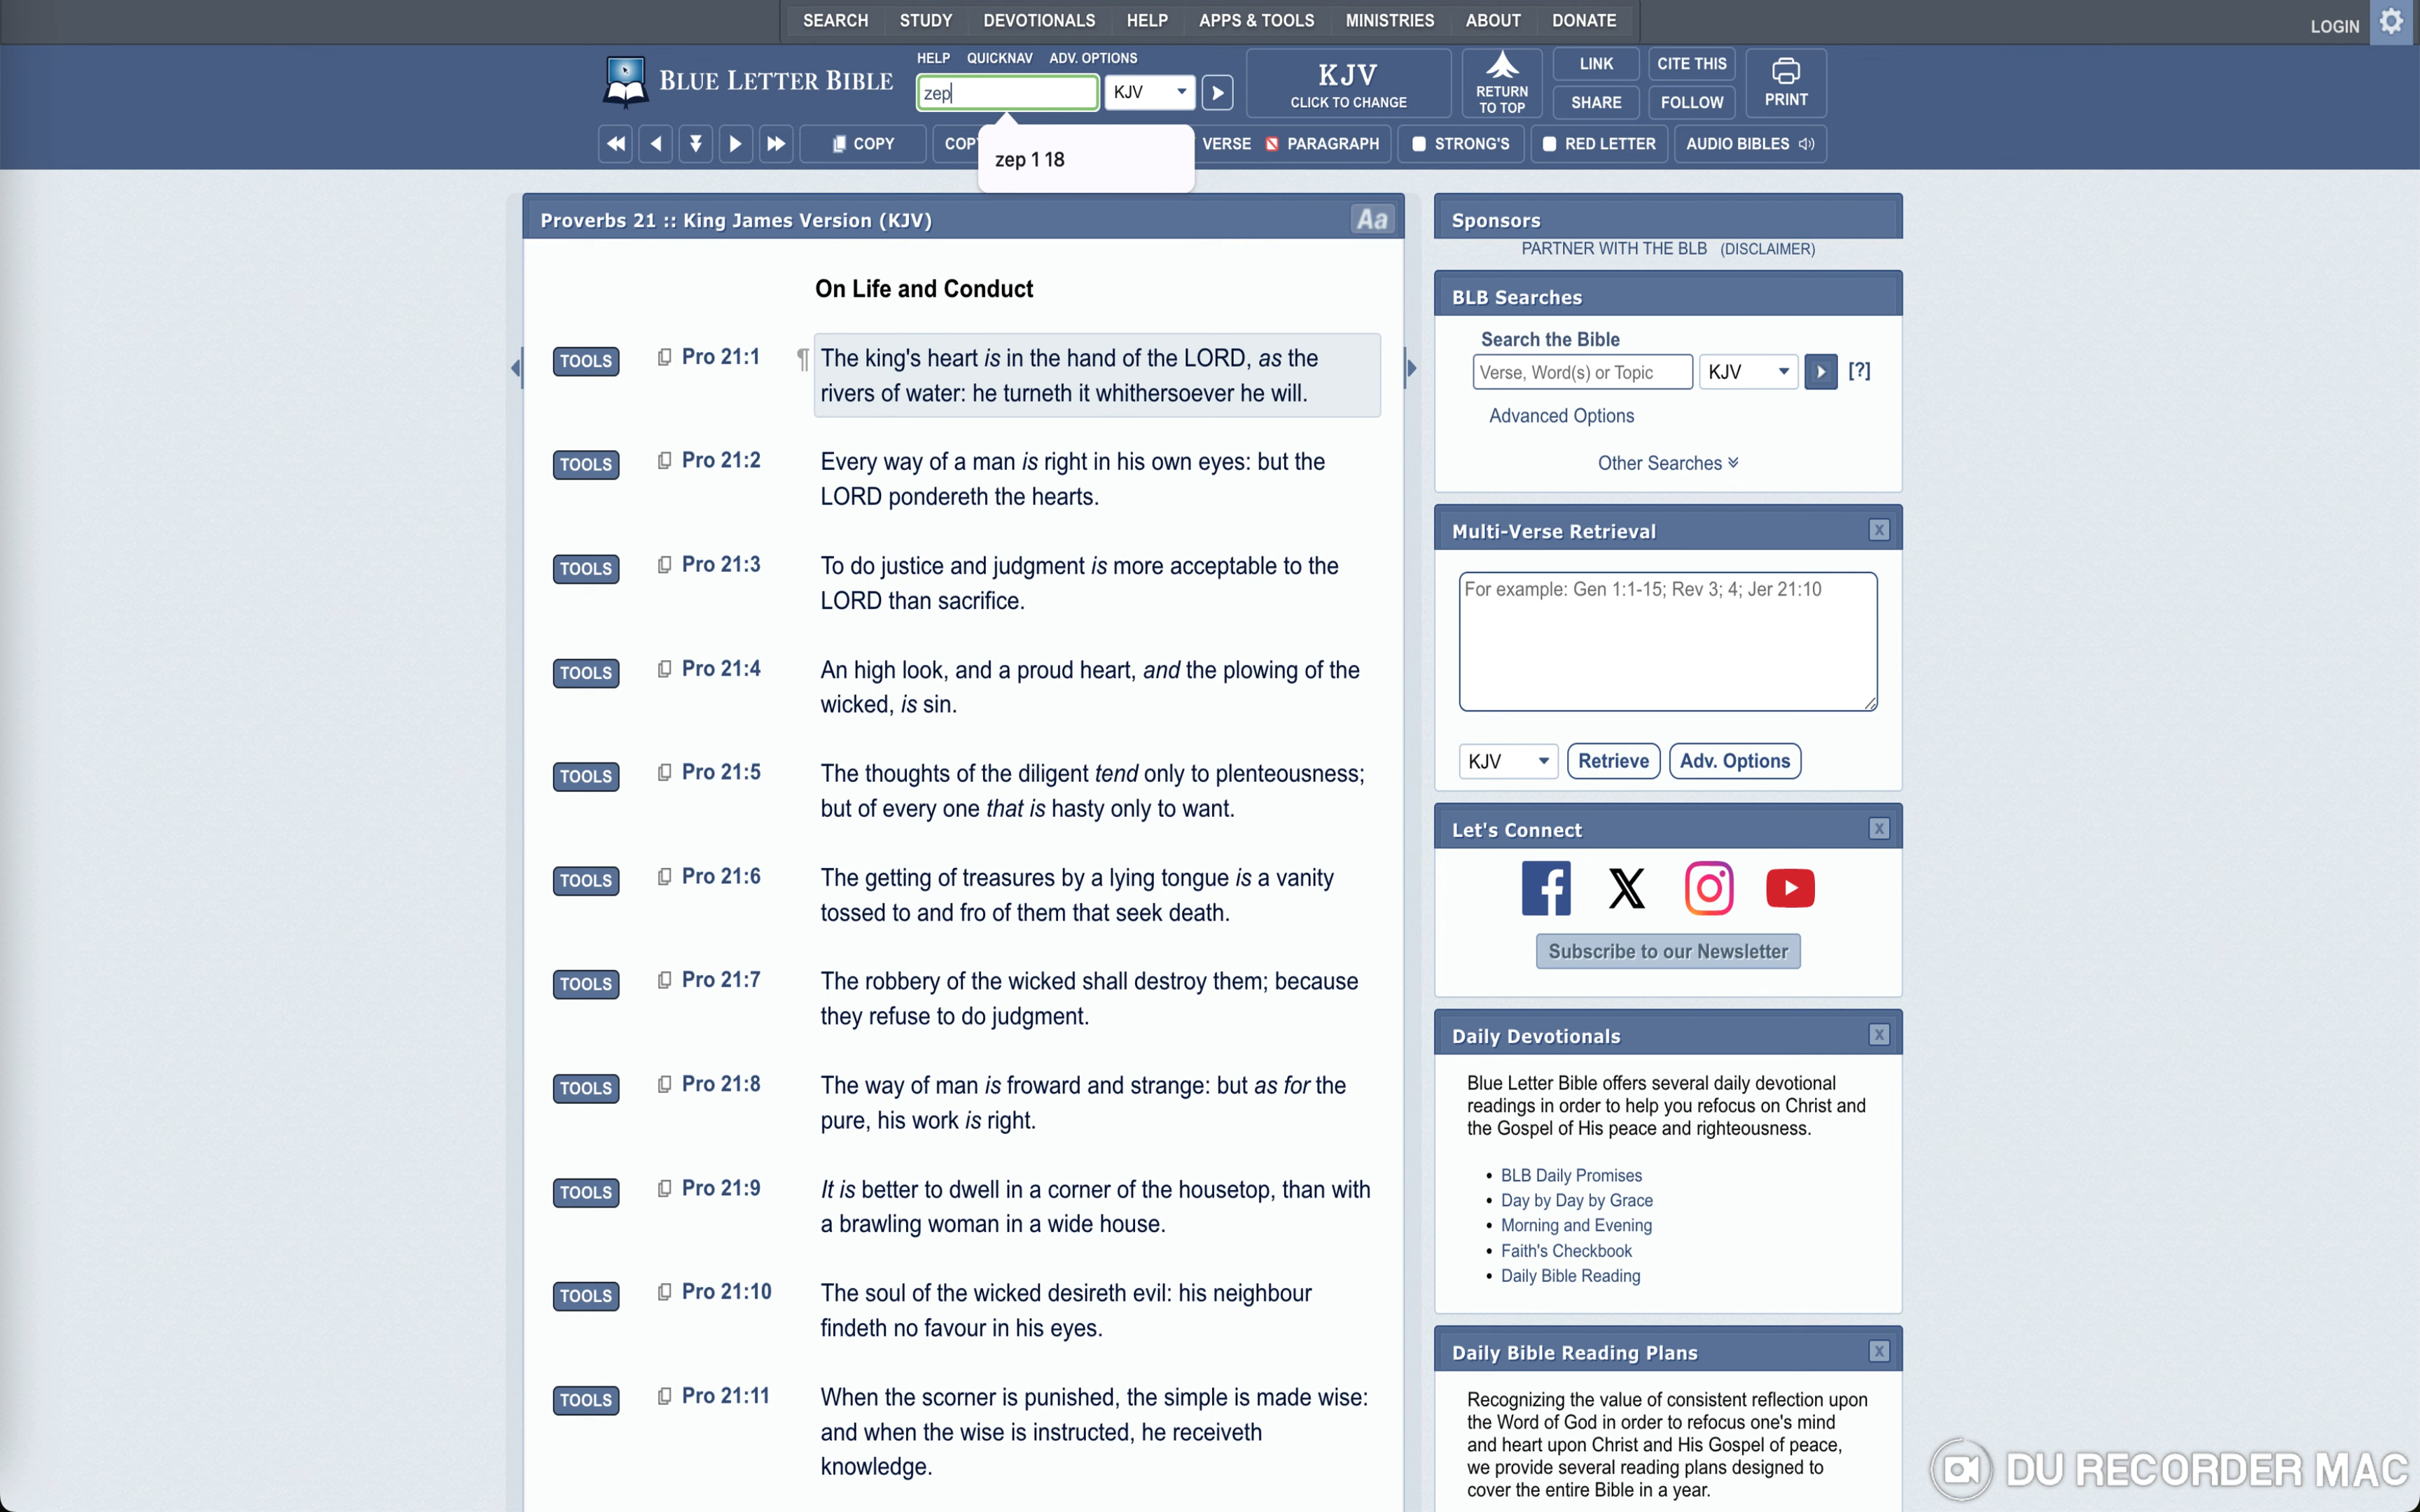 SEARCH STUDY DEVOTIONALS HELP APPS & TOOLS MINISTRIES ABOUT DONATE
LOGIN
BLUE LETTER BIBLE
HELP QUICKNAV ADV. OPTIONS
zep KJV
zep 1 18
KJV
CLICK TO CHANGE
RETURN
TO TOP
LINK CITE THIS
SHARE FOLLOW
PRINT
COPY COP VERSE PARAGRAPH STRONG'S RED LETTER AUDIO BIBLES
Proverbs 21 :: King James Version (KJV) Aa
On Life and Conduct
TOOLS Pro 21:1 ¶ The king's heart is in the hand of the LORD, as the
rivers of water: he turneth it whithersoever he will.
TOOLS Pro 21:2 Every way of a man is right in his own eyes: but the
LORD pondereth the hearts.
TOOLS Pro 21:3 To do justice and judgment is more acceptable to the
LORD than sacrifice.
TOOLS Pro 21:4 An high look, and a proud heart, and the plowing of the
wicked, is sin.
TOOLS Pro 21:5 The thoughts of the diligent tend only to plenteousness;
but of every one that is hasty only to want.
TOOLS Pro 21:6 The getting of treasures by a lying tongue is a vanity
tossed to and fro of them that seek death.
TOOLS Pro 21:7 The robbery of the wicked shall destroy them; because
they refuse to do judgment.
TOOLS Pro 21:8 The way of man is froward and strange: but as for the
pure, his work is right.
TOOLS Pro 21:9 It is better to dwell in a corner of the housetop, than with
a brawling woman in a wide house.
TOOLS Pro 21:10 The soul of the wicked desireth evil: his neighbour
findeth no favour in his eyes.
TOOLS Pro 21:11 When the scorner is punished, the simple is made wise:
and when the wise is instructed, he receiveth
knowledge.
Sponsors
PARTNER WITH THE BLB (DISCLAIMER)
BLB Searches
Search the Bible
Verse, Word(s) or Topic KJV [?]
Advanced Options
Other Searches
Multi-Verse Retrieval X
For example: Gen 1:1-15; Rev 3; 4; Jer 21:10
KJV Retrieve Adv. Options
Let's Connect X
Subscribe to our Newsletter
Daily Devotionals X
Blue Letter Bible offers several daily devotional
readings in order to help you refocus on Christ and
the Gospel of His peace and righteousness.
• BLB Daily Promises
• Day by Day by Grace
• Morning and Evening
• Faith's Checkbook
• Daily Bible Reading
Daily Bible Reading Plans X
Recognizing the value of consistent reflection upon
the Word of God in order to refocus one's mind
and heart upon Christ and His Gospel of peace,
we provide several reading plans designed to
cover the entire Bible in a year.
DU RECORDER MAC